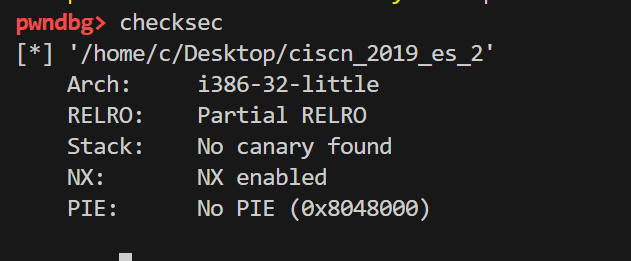 pwndbg> checksec
[*] '/home/c/Desktop/ciscn_2019_es_2'
Arch: i386-32-little
RELRO: Partial RELRO
Stack: No canary found
NX: NX enabled
PIE: No PIE (0x8048000)